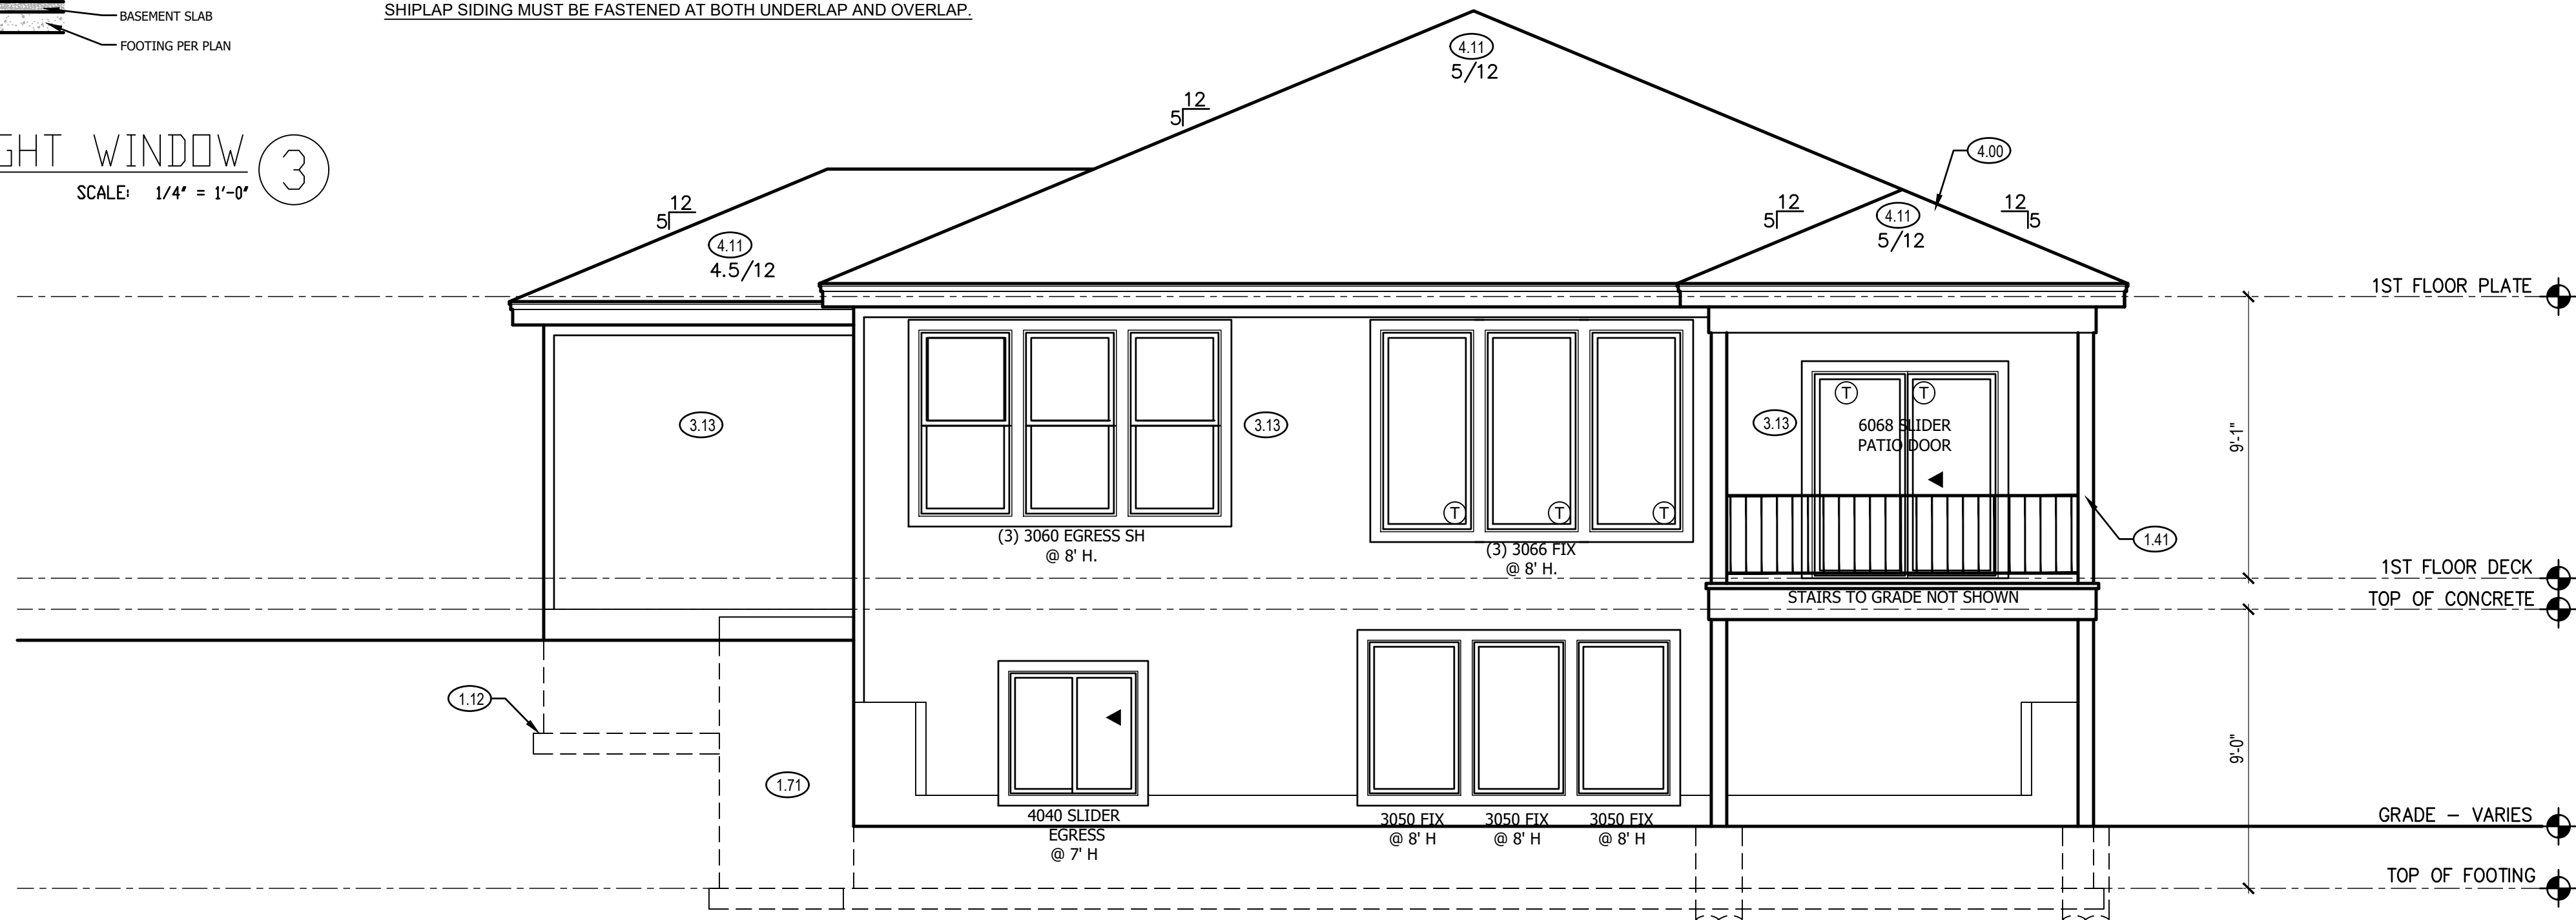 SHIPLAP SIDING MUST BE FASTENED AT BOTH UNDERLAP AND OVERLAP.
BASEMENT SLAB
FOOTING PER PLAN
GHT WINDOW
3
SCALE: 1/4" = 1'-0"
4.11
5/12
12
5
4.00
12
5
4.11
4.5/12
12
5
4.11
5/12
12
5
1ST FLOOR PLATE
3.13
3.13
3.13
T
T
6068 SLIDER
PATIO DOOR
9'-1"
T
T
T
(3) 3060 EGRESS SH
@ 8' H.
(3) 3066 FIX
@ 8' H.
1.41
1ST FLOOR DECK
STAIRS TO GRADE NOT SHOWN
TOP OF CONCRETE
1.12
1.71
9'-0"
4040 SLIDER
EGRESS
@ 7' H
3050 FIX
@ 8' H
3050 FIX
@ 8' H
3050 FIX
@ 8' H
GRADE - VARIES
TOP OF FOOTING